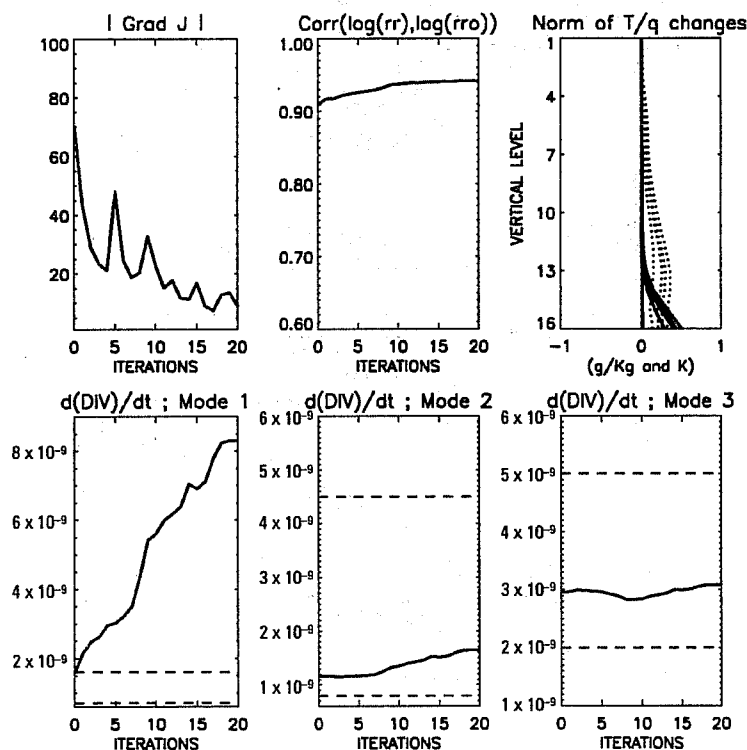 | Grad J |
100
80
60
40
20
0
5
10
15
20
ITERATIONS
Corr(log(rr),log(rro))
1.00
0.90
0.80
0.70
0.60
0
5
10
15
20
ITERATIONS
Norm of T/q changes
VERTICAL LEVEL
1
4
7
10
13
16
-1
0
1
(g/Kg and K)
d(DIV)/dt ; Mode 1
8 x 10⁻⁹
6 x 10⁻⁹
4 x 10⁻⁹
2 x 10⁻⁹
0
5
10
15
20
ITERATIONS
d(DIV)/dt ; Mode 2
6 x 10⁻⁹
5 x 10⁻⁹
4 x 10⁻⁹
3 x 10⁻⁹
2 x 10⁻⁹
1 x 10⁻⁹
0
5
10
15
20
ITERATIONS
d(DIV)/dt ; Mode 3
6 x 10⁻⁹
5 x 10⁻⁹
4 x 10⁻⁹
3 x 10⁻⁹
2 x 10⁻⁹
1 x 10⁻⁹
0
5
10
15
20
ITERATIONS